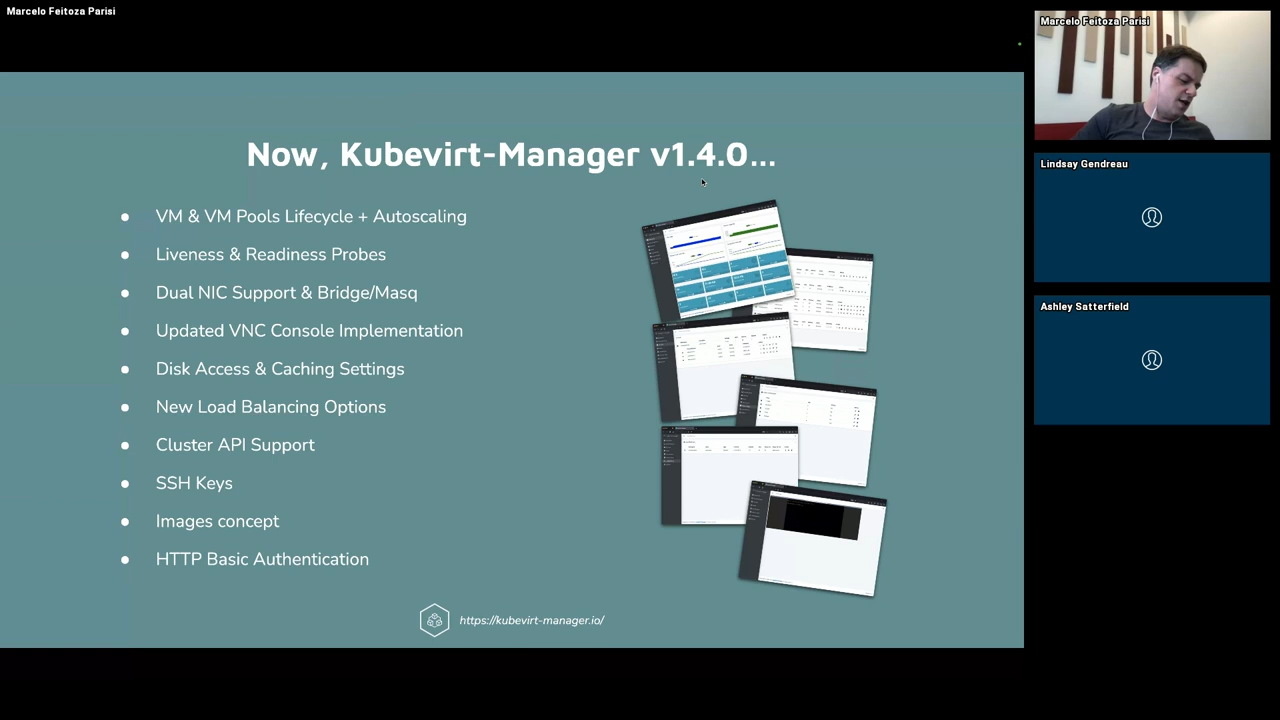 Marcelo Feitoza Parisi
Now, Kubevirt-Manager v1.4.0...
● VM & VM Pools Lifecycle + Autoscaling
● Liveness & Readiness Probes
● Dual NIC Support & Bridge/Masq
● Updated VNC Console Implementation
● Disk Access & Caching Settings
● New Load Balancing Options
● Cluster API Support
● SSH Keys
● Images concept
● HTTP Basic Authentication
https://kubevirt-manager.io/
Marcelo Feitoza Parisi
Lindsay Gendreau
Ashley Satterfield